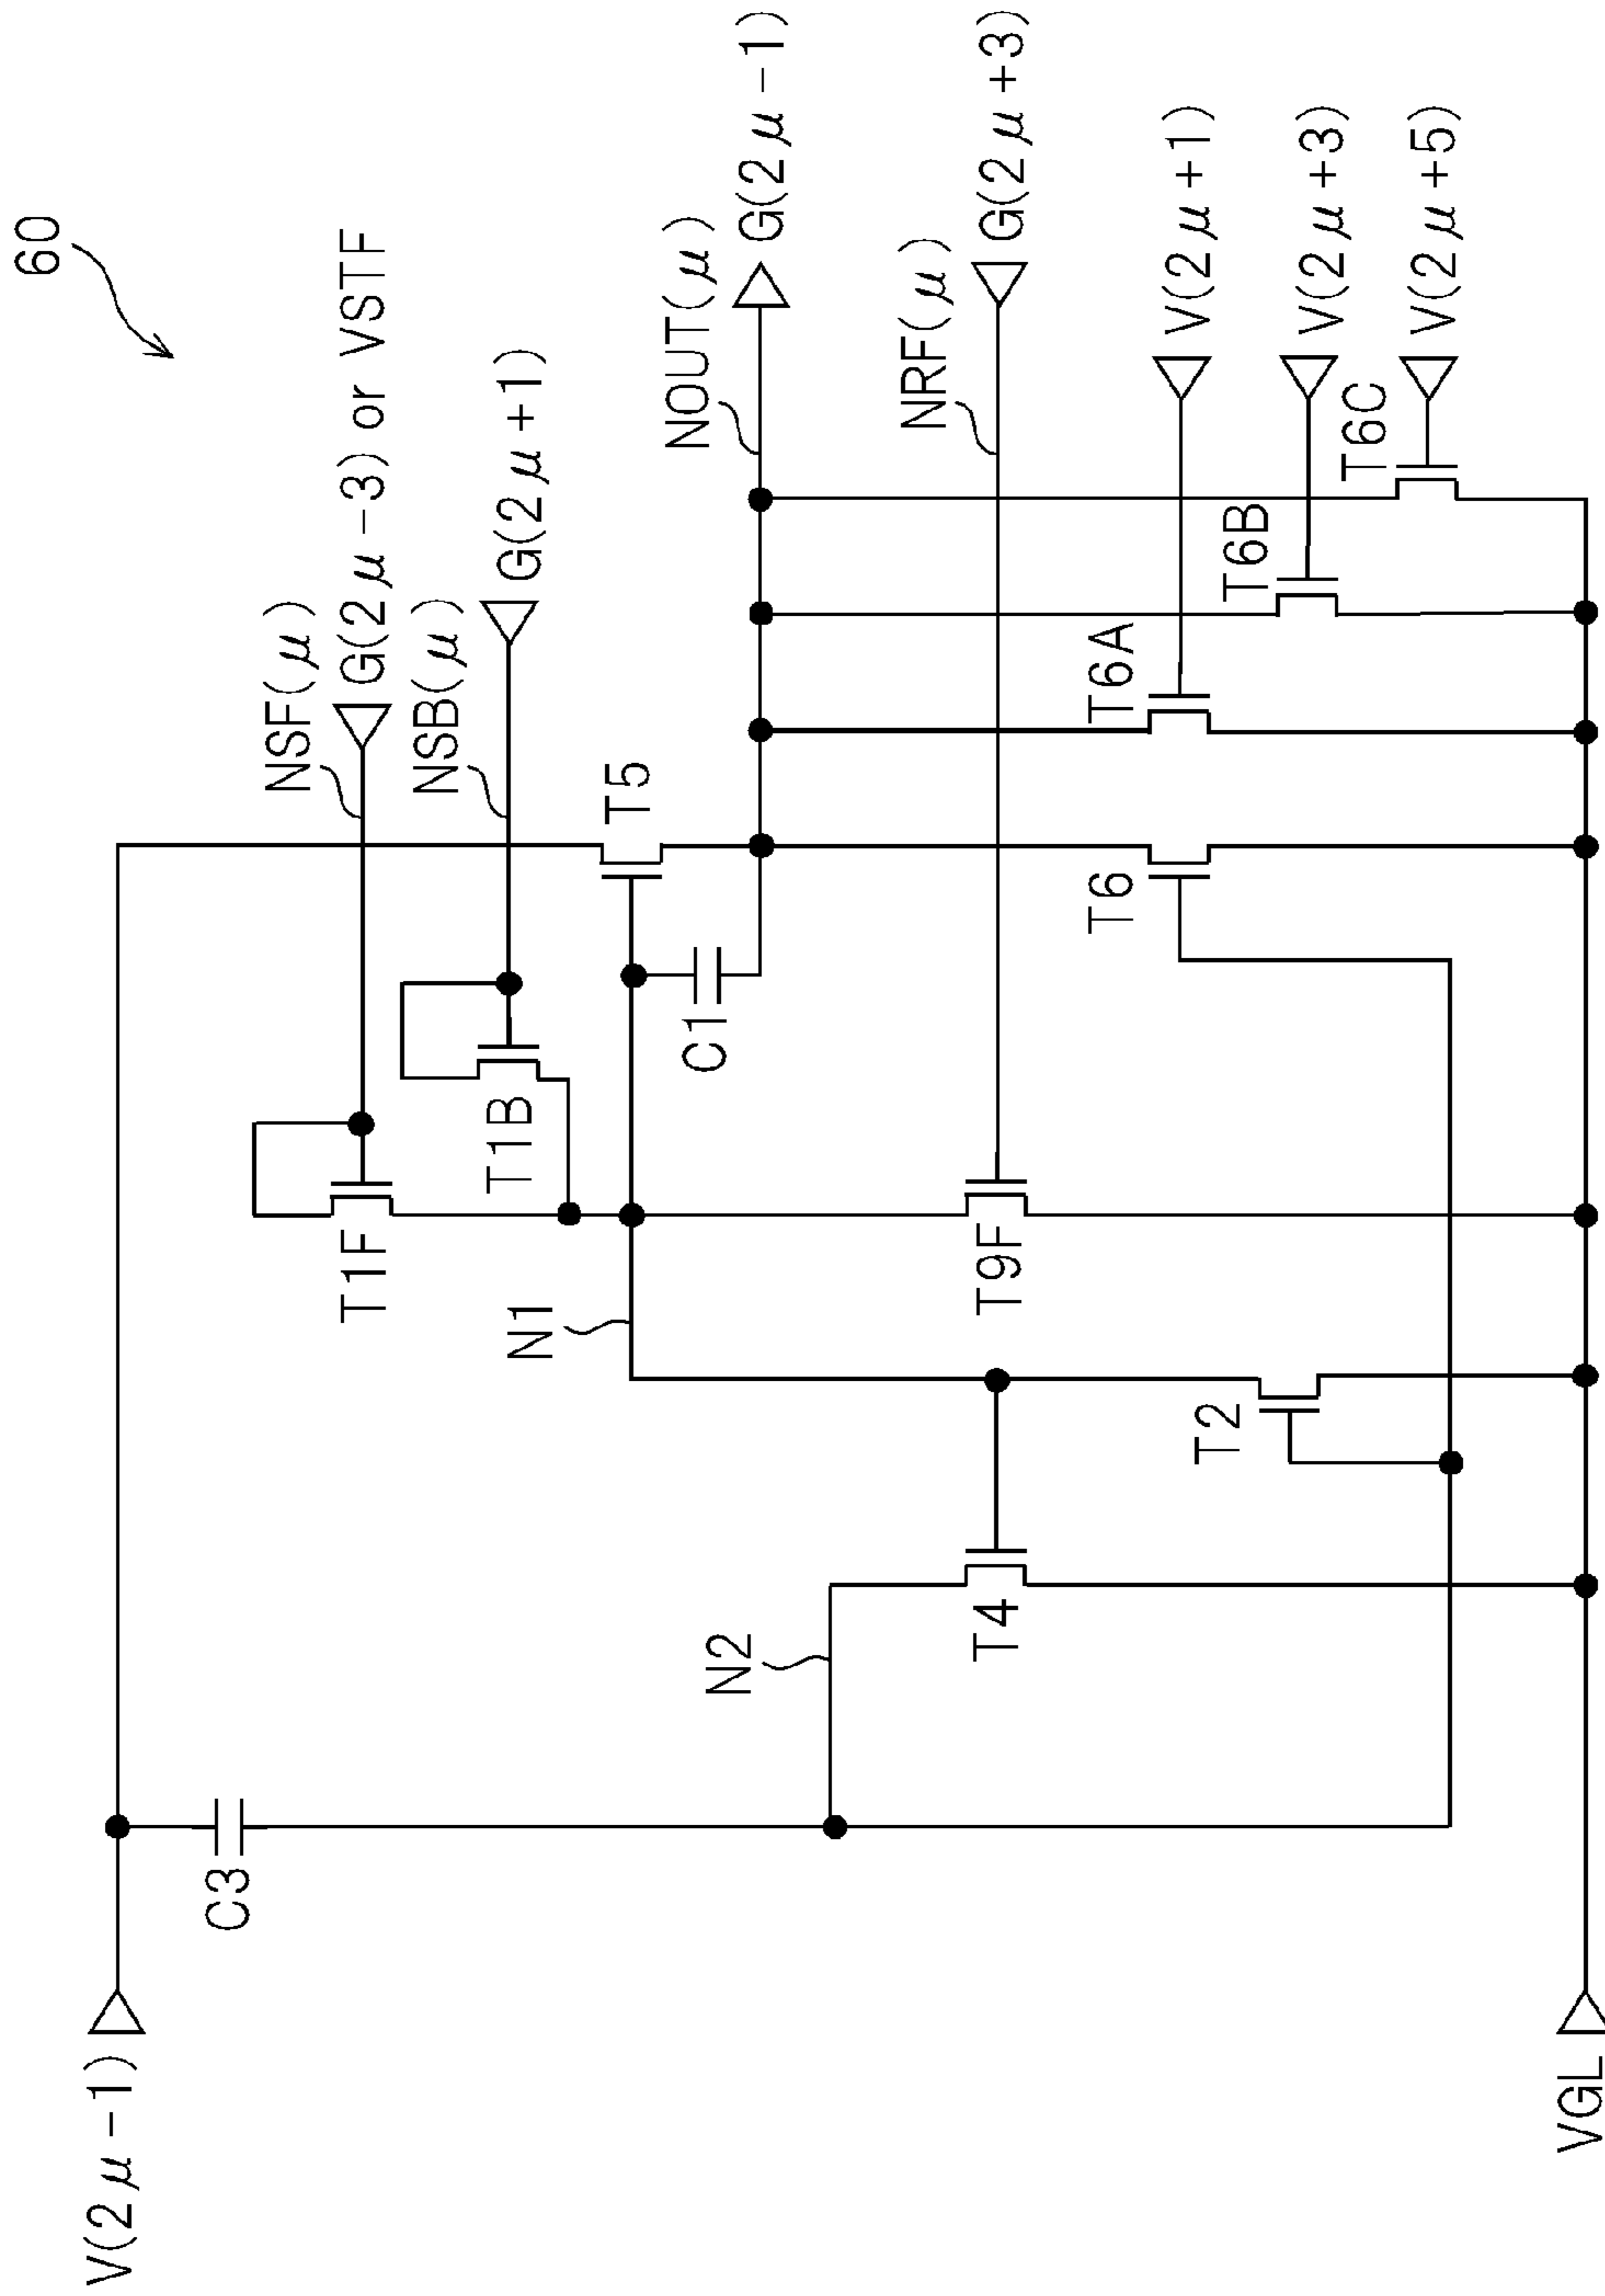 60
NSF(μ)
G(2μ-3) or VSTF
NSB(μ)
G(2μ+1)
V(2μ-1)
C3
T1F
T1B
T5
N1
C1
NOUT(μ)
G(2μ-1)
N2
NRF(μ)
G(2μ+3)
T4
T9F
T2
T6
T6A
V(2μ+1)
T6B
V(2μ+3)
T6C
V(2μ+5)
VGL